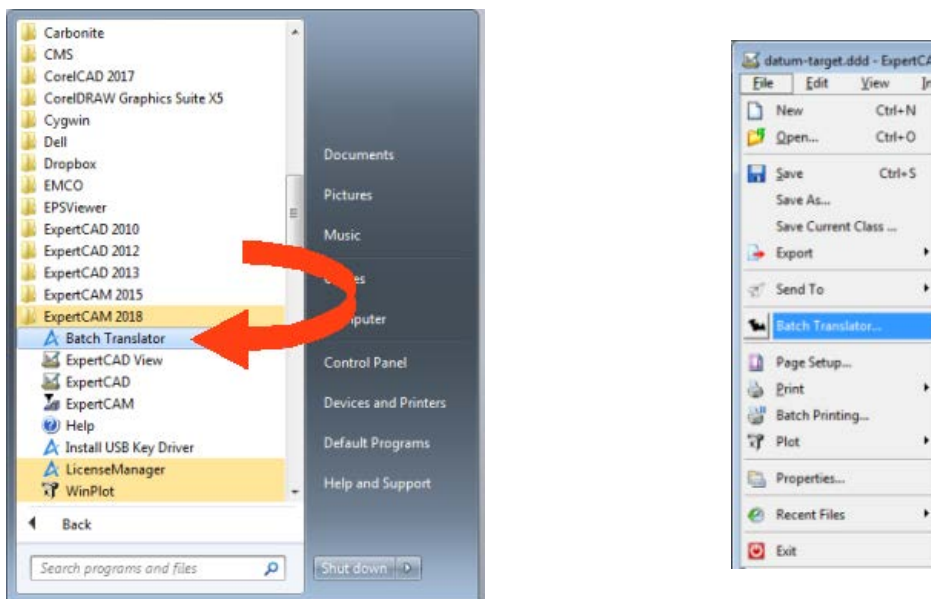 Carbonite
CMS
CorelCAD 2017
CorelDRAW Graphics Suite X5
Cygwin
Dell
Dropbox
EMCO
EPSViewer
ExpertCAD 2010
ExpertCAD 2012
ExpertCAD 2013
ExpertCAM 2015
ExpertCAM 2018
Batch Translator
ExpertCAD View
ExpertCAD
ExpertCAM
Help
Install USB Key Driver
LicenseManager
WinPlot
Back
Search programs and files
Documents
Pictures
Music
Control Panel
Devices and Printers
Default Programs
Help and Support
Shut down
datum-target.ddd - ExpertCA
File Edit View In
New Ctrl+N
Open... Ctrl+O
Save Ctrl+S
Save As...
Save Current Class ...
Export
Send To
Batch Translator...
Page Setup...
Print
Batch Printing...
Plot
Properties...
Recent Files
Exit